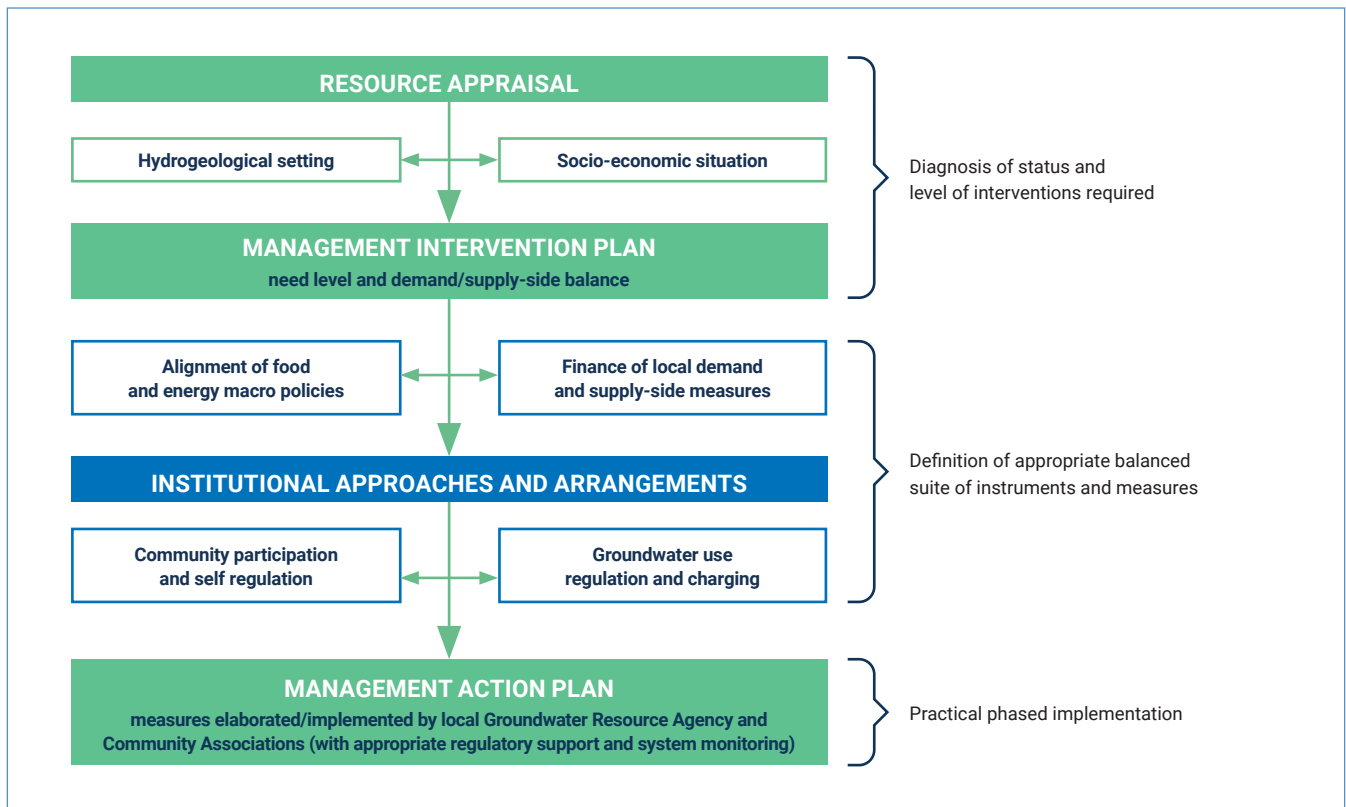 RESOURCE APPRAISAL
Hydrogeological setting
Socio-economic situation
Diagnosis of status and
level of interventions required
MANAGEMENT INTERVENTION PLAN
need level and demand/supply-side balance
Alignment of food
and energy macro policies
Finance of local demand
and supply-side measures
INSTITUTIONAL APPROACHES AND ARRANGEMENTS
Definition of appropriate balanced
suite of instruments and measures
Community participation
and self regulation
Groundwater use
regulation and charging
MANAGEMENT ACTION PLAN
measures elaborated/implemented by local Groundwater Resource Agency and
Community Associations (with appropriate regulatory support and system monitoring)
Practical phased implementation